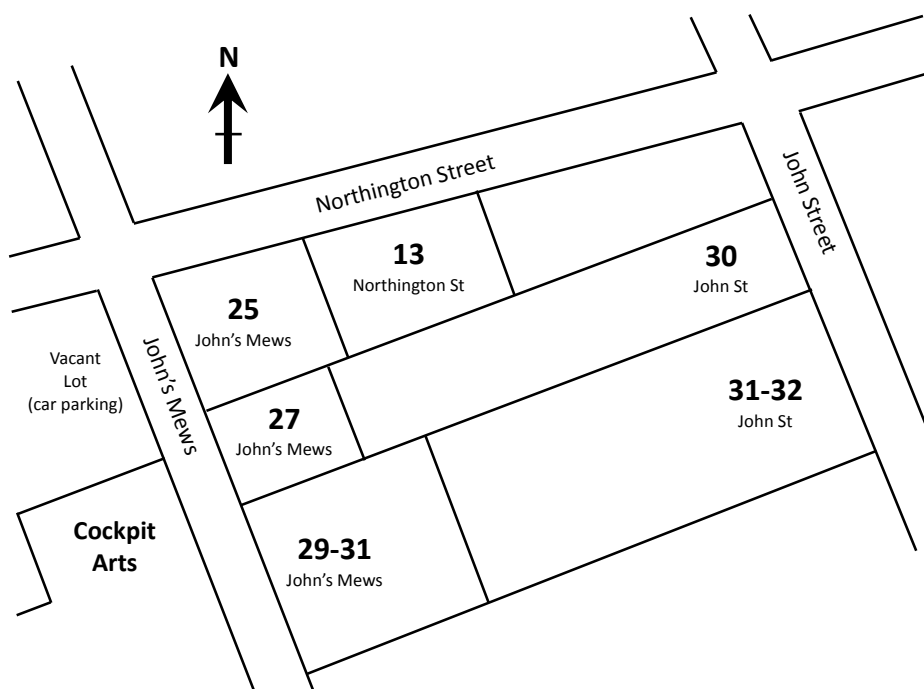 N
Northington Street
John Street
13
Northington St
30
John St
25
John's Mews
John's Mews
Vacant
Lot
(car parking)
27
John's Mews
31-32
John St
Cockpit
Arts
29-31
John's Mews